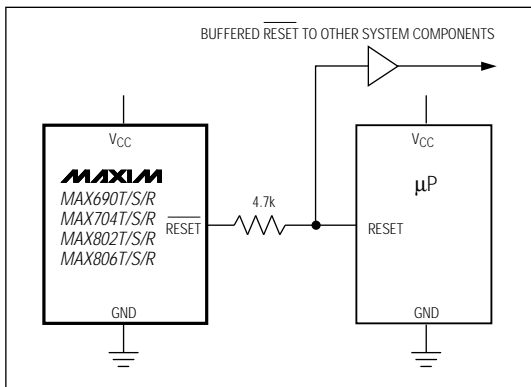 BUFFERED RESET TO OTHER SYSTEM COMPONENTS
VCC
MAXIM
MAX690T/S/R
MAX704T/S/R
MAX802T/S/R
MAX806T/S/R
RESET
GND
4.7k
VCC
μP
RESET
GND